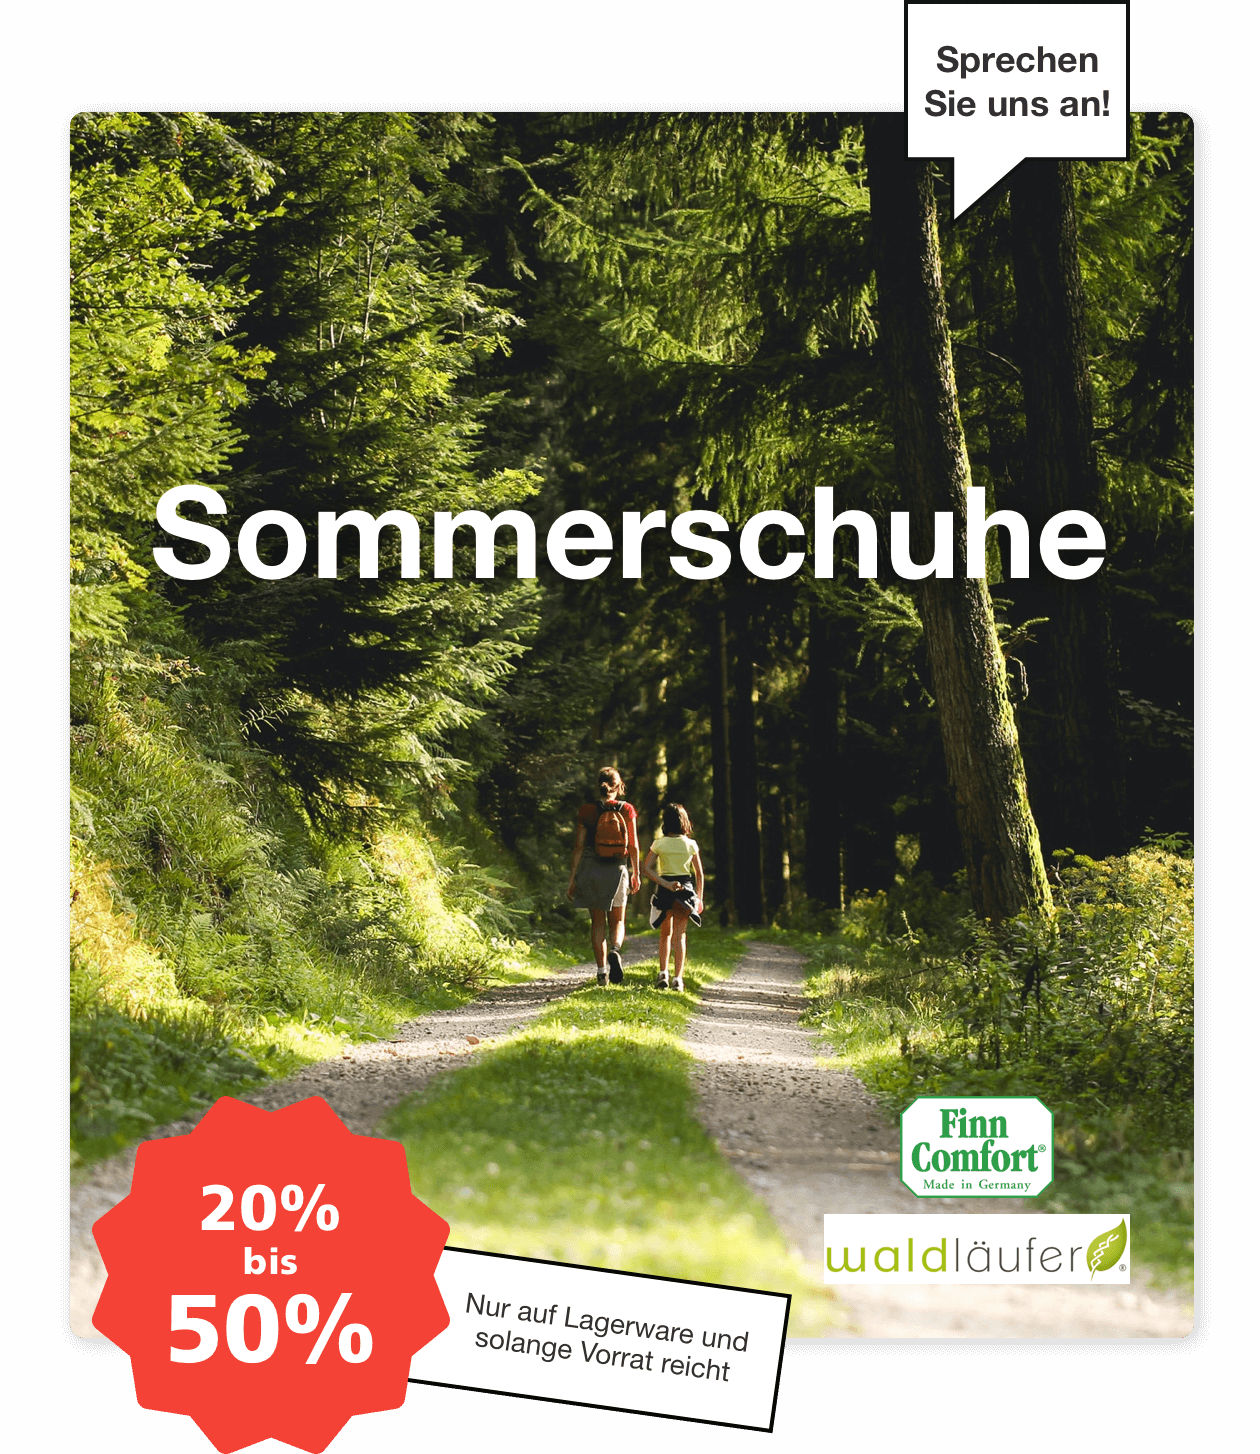 Sprechen
Sie uns an!
Sommerschuhe
Finn
Comfort®
Made in Germany
waldläufer®
20%
bis
50%
Nur auf Lagerware und
solange Vorrat reicht